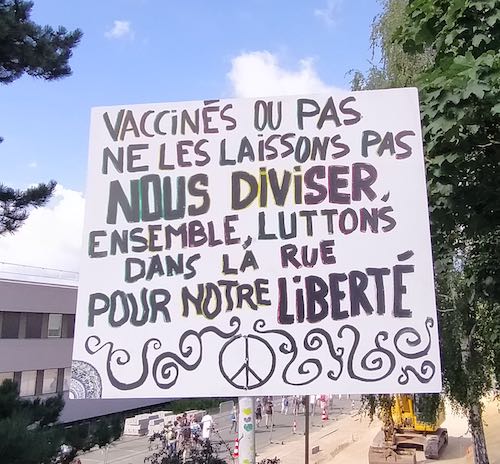 VACCINÉS OU PAS
NE LES LAISSONS PAS
NOUS DIVISER,
ENSEMBLE, LUTTONS
DANS LA RUE
POUR NOTRE LIBERTÉ